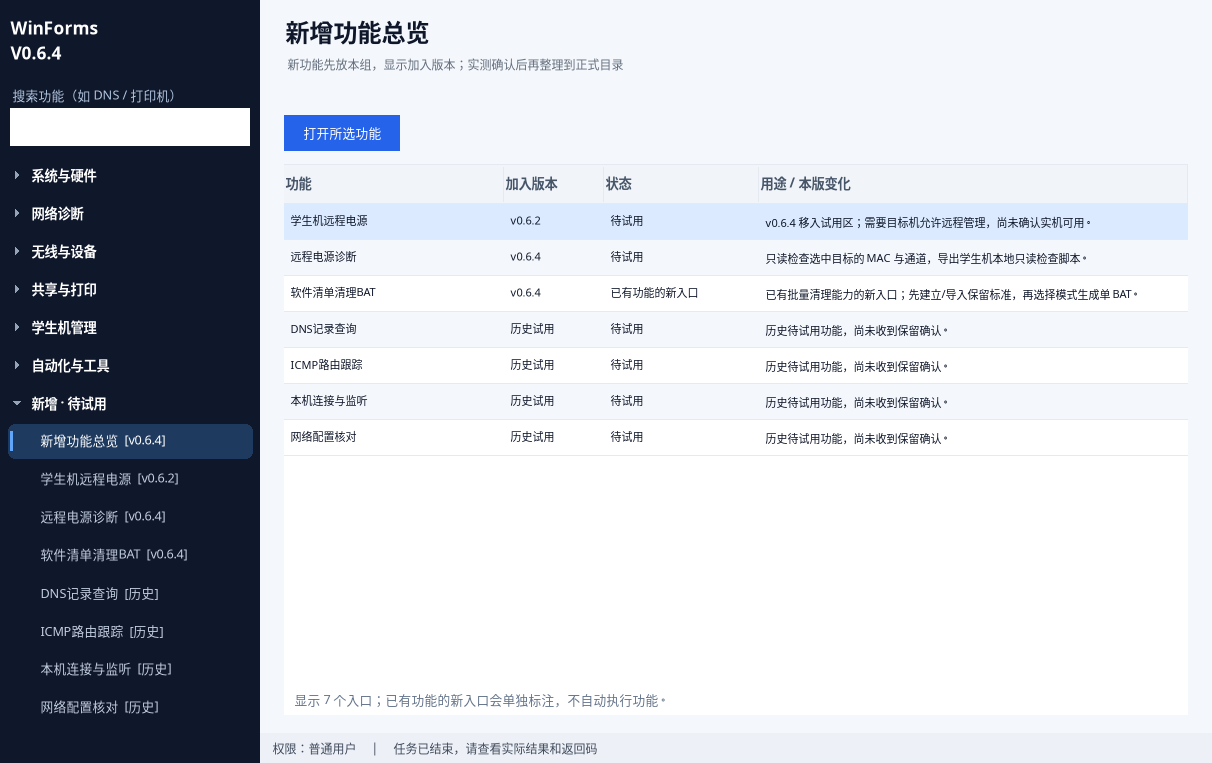 WinForms
V0.6.4
搜索功能（如 DNS / 打印机）
系统与硬件
网络诊断
无线与设备
共享与打印
学生机管理
自动化与工具
新增 · 待试用
新增功能总览 [v0.6.4]
学生机远程电源 [v0.6.2]
远程电源诊断 [v0.6.4]
软件清单清理BAT [v0.6.4]
DNS记录查询 [历史]
ICMP路由跟踪 [历史]
本机连接与监听 [历史]
网络配置核对 [历史]
新增功能总览
新功能先放本组，显示加入版本；实测确认后再整理到正式目录
打开所选功能
功能 加入版本 状态 用途 / 本版变化
学生机远程电源 v0.6.2 待试用 v0.6.4 移入试用区；需要目标机允许远程管理，尚未确认实机可用。
远程电源诊断 v0.6.4 待试用 只读检查选中目标的 MAC 与通道，导出学生机本地只读检查脚本。
软件清单清理BAT v0.6.4 已有功能的新入口 已有批量清理能力的新入口；先建立/导入保留标准，再选择模式生成单 BAT。
DNS记录查询 历史试用 待试用 历史待试用功能，尚未收到保留确认。
ICMP路由跟踪 历史试用 待试用 历史待试用功能，尚未收到保留确认。
本机连接与监听 历史试用 待试用 历史待试用功能，尚未收到保留确认。
网络配置核对 历史试用 待试用 历史待试用功能，尚未收到保留确认。
显示 7 个入口；已有功能的新入口会单独标注，不自动执行功能。
权限：普通用户 | 任务已结束，请查看实际结果和返回码